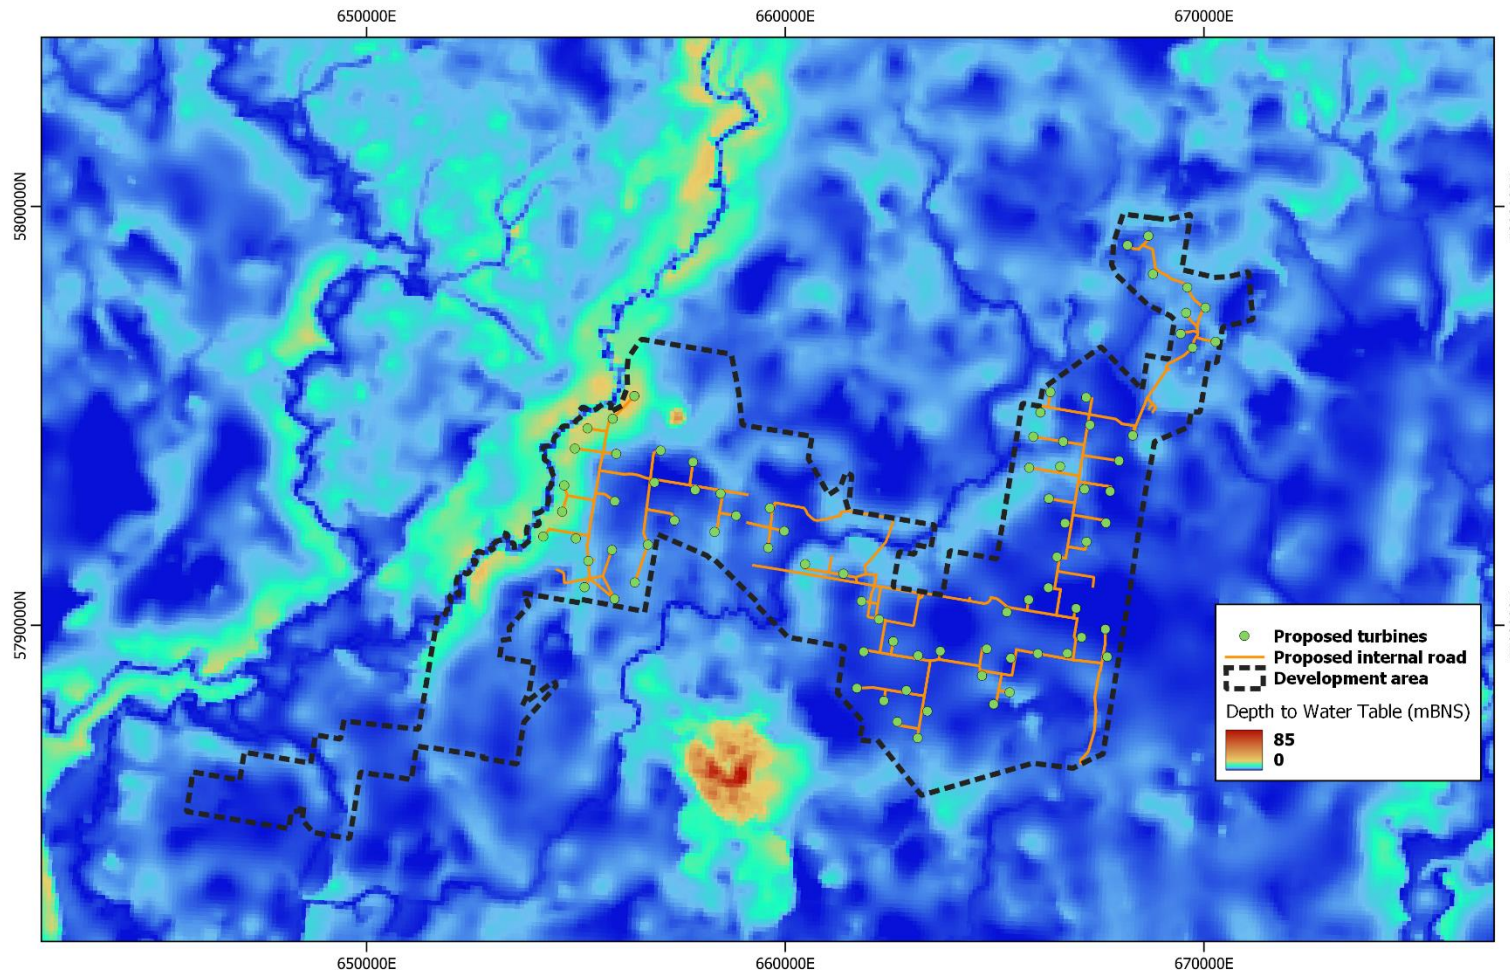 650000E 660000E 670000E
5800000N
5790000N
Proposed turbines
Proposed internal road
Development area
Depth to Water Table (mBNS)
85
0
650000E 660000E 670000E